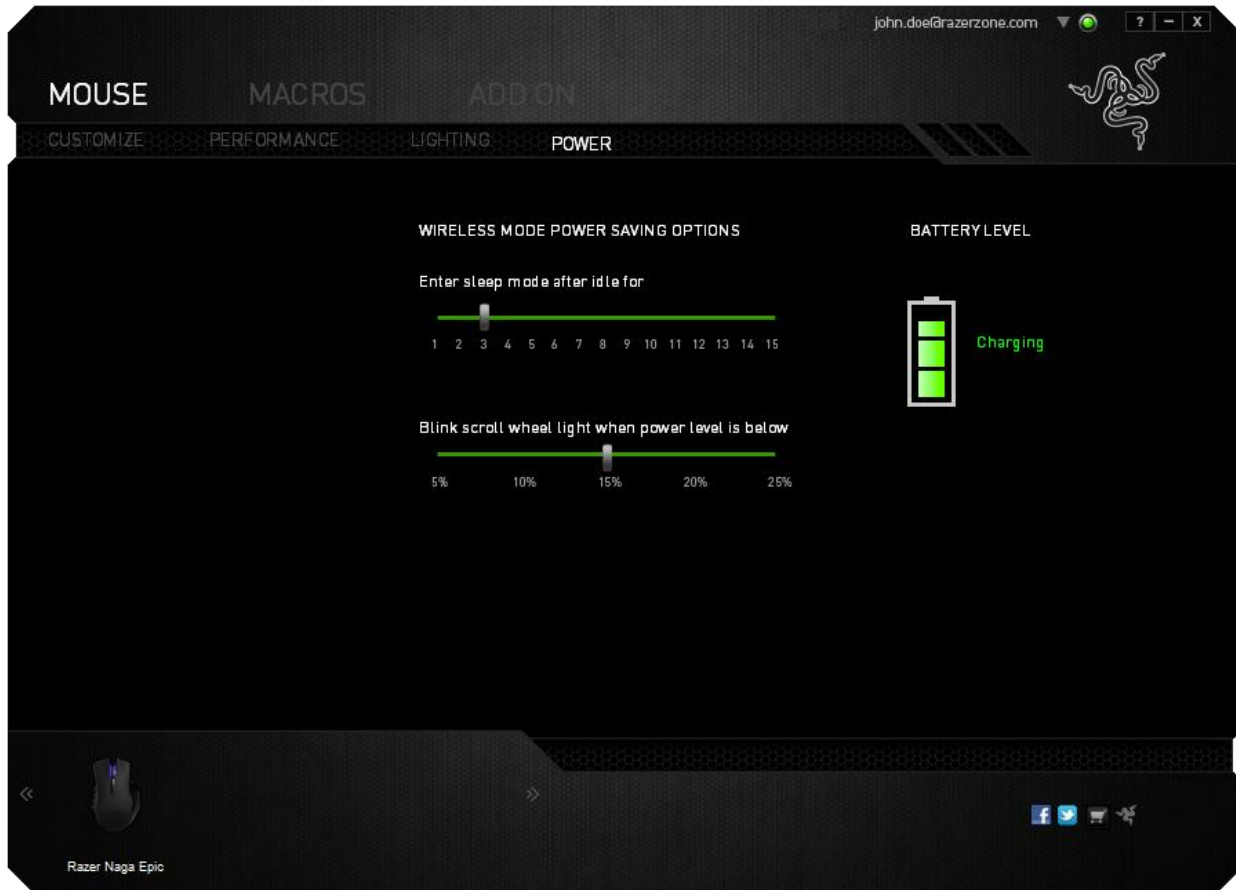 john.doe@razerzone.com ? – X
MOUSE MACROS ADD ON
CUSTOMIZE PERFORMANCE LIGHTING POWER
WIRELESS MODE POWER SAVING OPTIONS BATTERY LEVEL
Enter sleep mode after idle for
1 2 3 4 5 6 7 8 9 10 11 12 13 14 15
Charging
Blink scroll wheel light when power level is below
5% 10% 15% 20% 25%
Razer Naga Epic